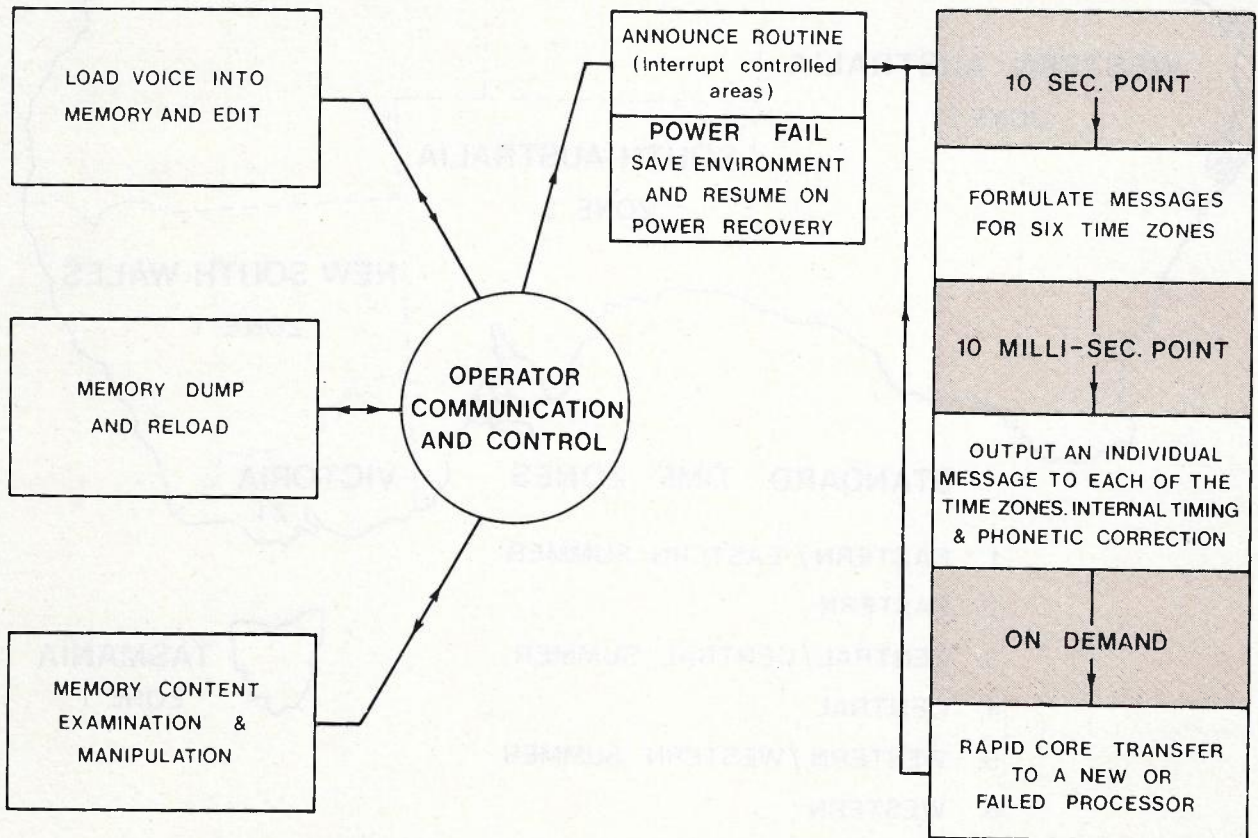 LOAD VOICE INTO
MEMORY AND EDIT
MEMORY DUMP
AND RELOAD
MEMORY CONTENT
EXAMINATION &
MANIPULATION
OPERATOR
COMMUNICATION
AND CONTROL
ANNOUNCE ROUTINE
(Interrupt controlled
areas)
POWER FAIL
SAVE ENVIRONMENT
AND RESUME ON
POWER RECOVERY
10 SEC. POINT
FORMULATE MESSAGES
FOR SIX TIME ZONES
10 MILLI-SEC. POINT
OUTPUT AN INDIVIDUAL
MESSAGE TO EACH OF THE
TIME ZONES. INTERNAL TIMING
& PHONETIC CORRECTION
ON DEMAND
RAPID CORE TRANSFER
TO A NEW OR
FAILED PROCESSOR